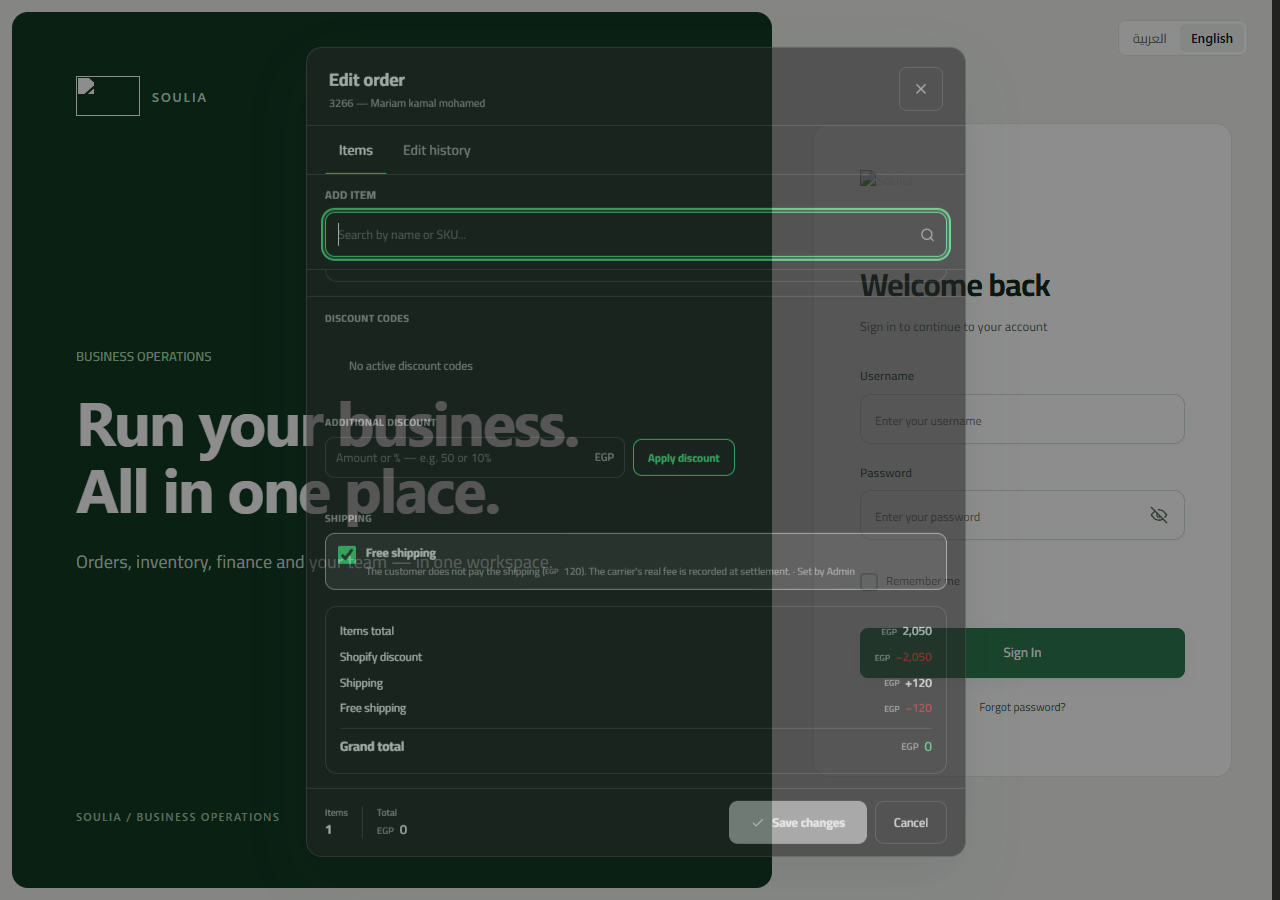 العربية
English
SOULIA
Edit order
3266 — Mariam kamal mohamed
Items
Edit history
Soulia
ADD ITEM
Search by name or SKU...
Welcome back
Sign in to continue to your account
DISCOUNT CODES
No active discount codes
BUSINESS OPERATIONS
Run your business.
All in one place.
Orders, inventory, finance and your team — in one workspace.
Username
Enter your username
ADDITIONAL DISCOUNT
Amount or % — e.g. 50 or 10%
EGP
Apply discount
Password
Enter your password
SHIPPING
Free shipping
The customer does not pay the shipping (EGP 120). The carrier's real fee is recorded at settlement. · Set by Admin
Remember me
Items total
EGP 2,050
Shopify discount
EGP −2,050
Shipping
EGP +120
Free shipping
EGP −120
Grand total
EGP 0
Sign In
Forgot password?
SOULIA / BUSINESS OPERATIONS
Items
1
Total
EGP 0
Save changes
Cancel